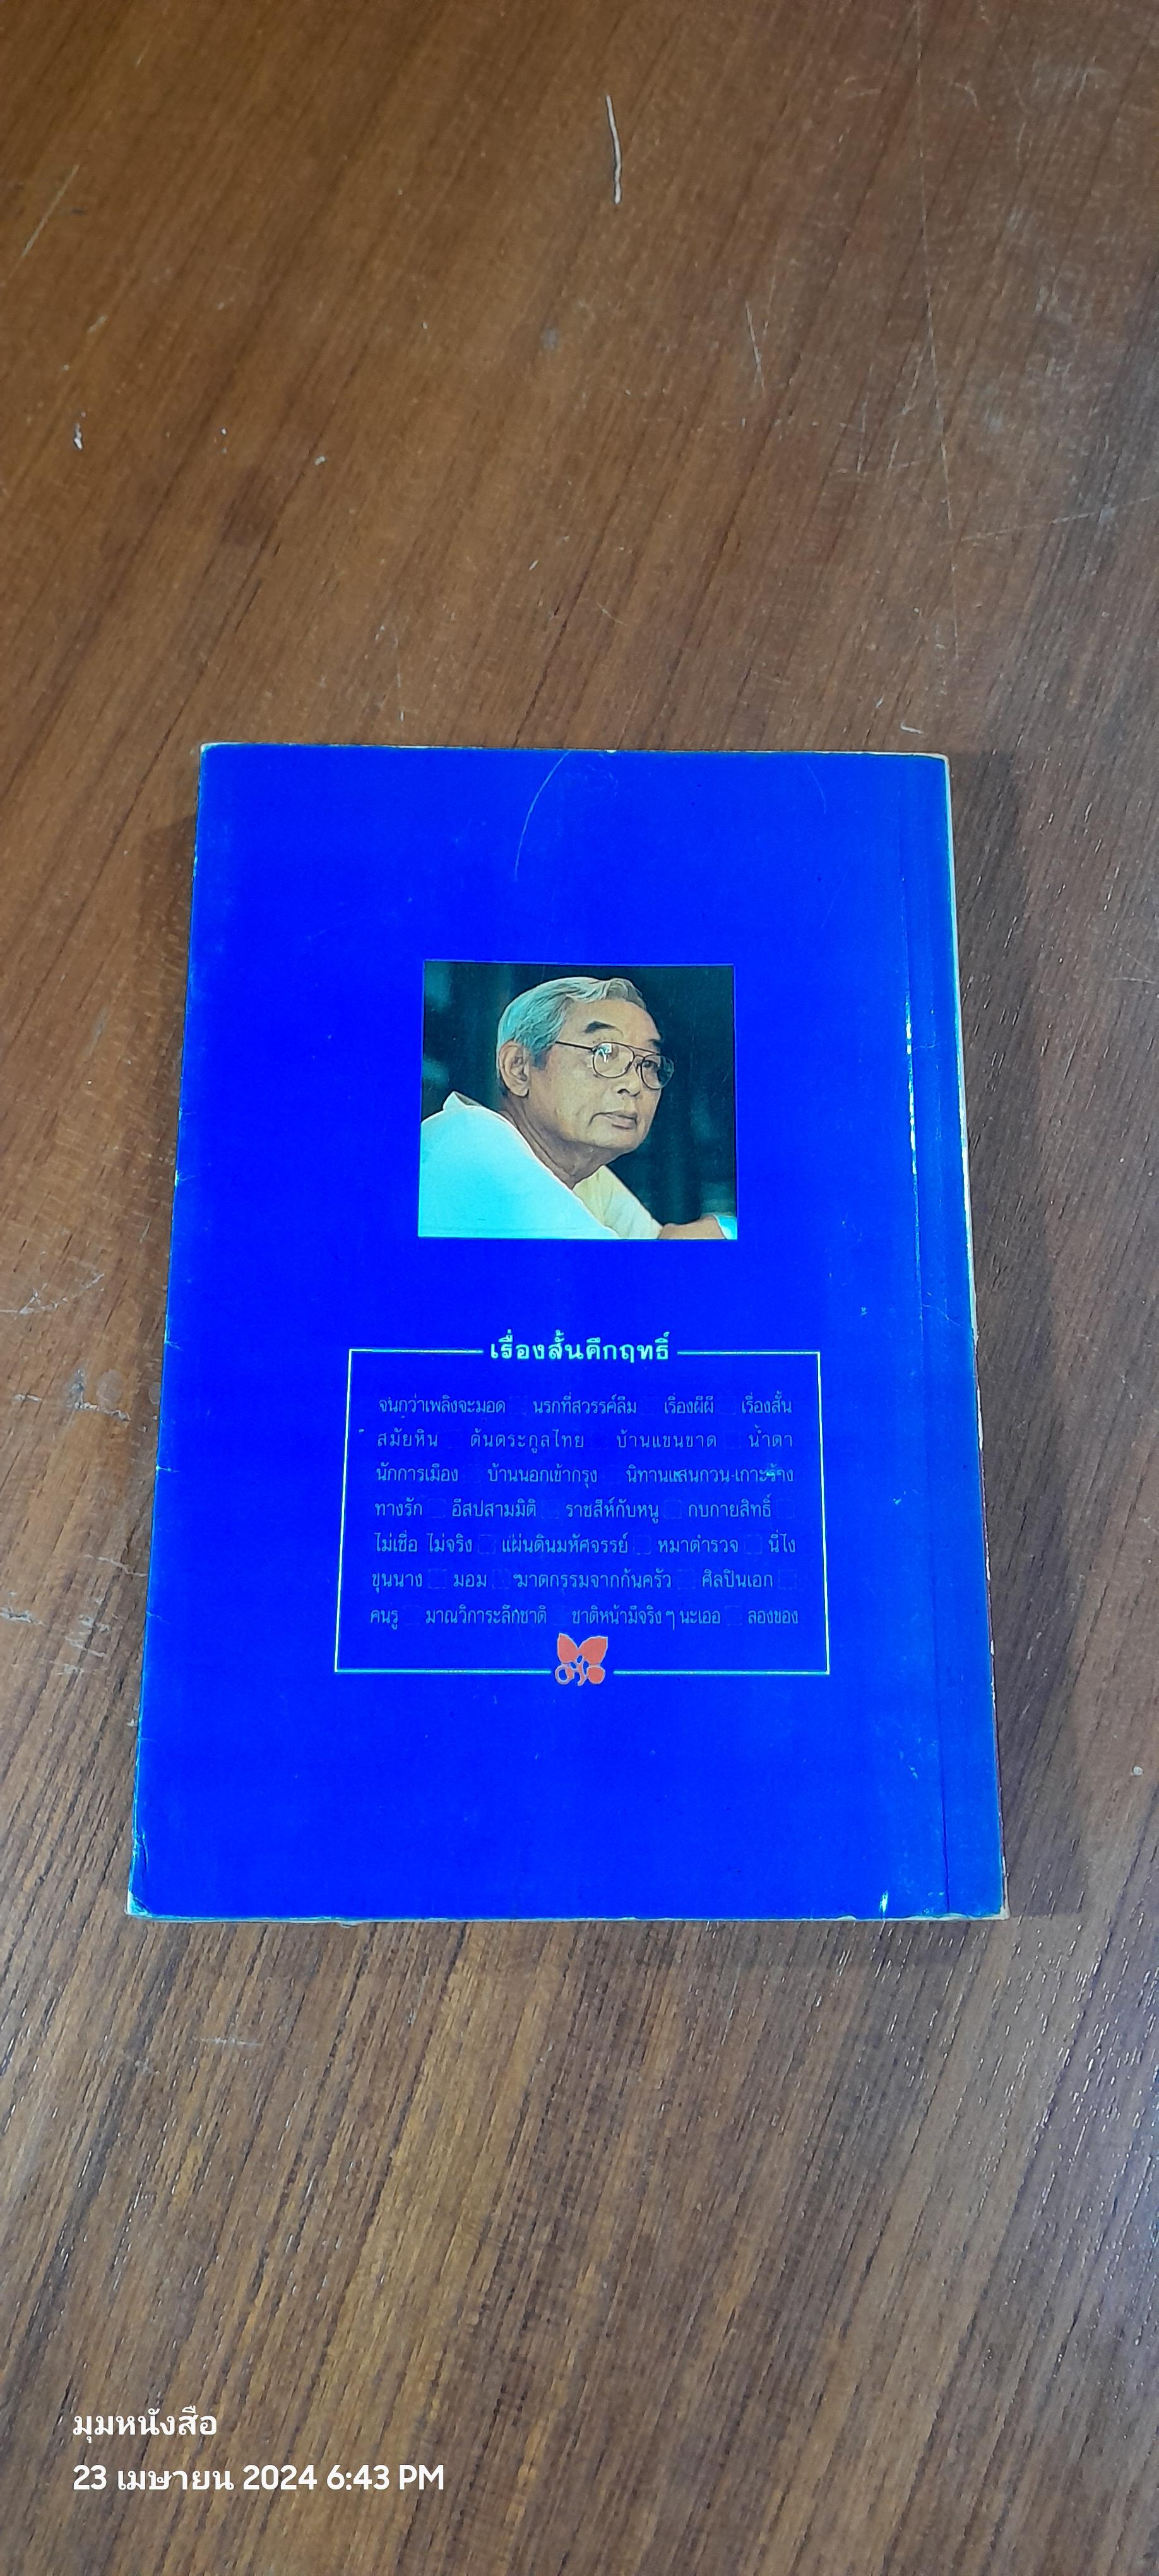 เรื่องสั้นคึกฤทธิ์
จนกว่าเพลิงจะมอด นรกที่สวรรค์ลืม เรื่องผีผี เรื่องสั้น
สมัยหิน ต้นตระกูลไทย บ้านแขนขาด น้ำตา
นักการเมือง บ้านนอกเข้ากรุง นิทานแสนกวน-เกาะร้าง
ทางรัก อีสปสามมิติ ราชสีห์กับหนู กบกายสิทธิ์
ไม่เชื่อ ไม่จริง แผ่นดินมหัศจรรย์ หมาตำรวจ นี่ไง
ขุนนาง มอม ฆาตกรรมจากก้นครัว ศิลปินเอก
คนรู มาณวิการะลึกชาติ ชาติหน้ามีจริง ๆ นะเออ ลองของ
มุมหนังสือ
23 เมษายน 2024 6:43 PM